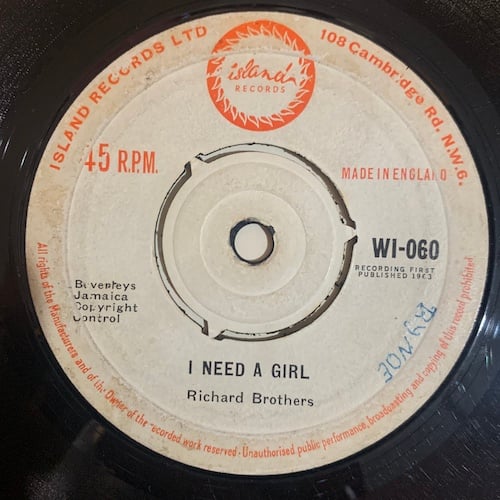 ISLAND RECORDS LTD
108 Cambridge Rd. N.W.6.
island
RECORDS
45 R.P.M.
MADE IN ENGLAND
WI-060
RECORDING FIRST
PUBLISHED 1963
Beverleys
Jamaica
Copyright
Control
I NEED A GIRL
Richard Brothers
All rights of the Manufacturers and of the Owner of the recorded work reserved - Unauthorised public performance, broadcasting and copying of this record prohibited
RYNOE